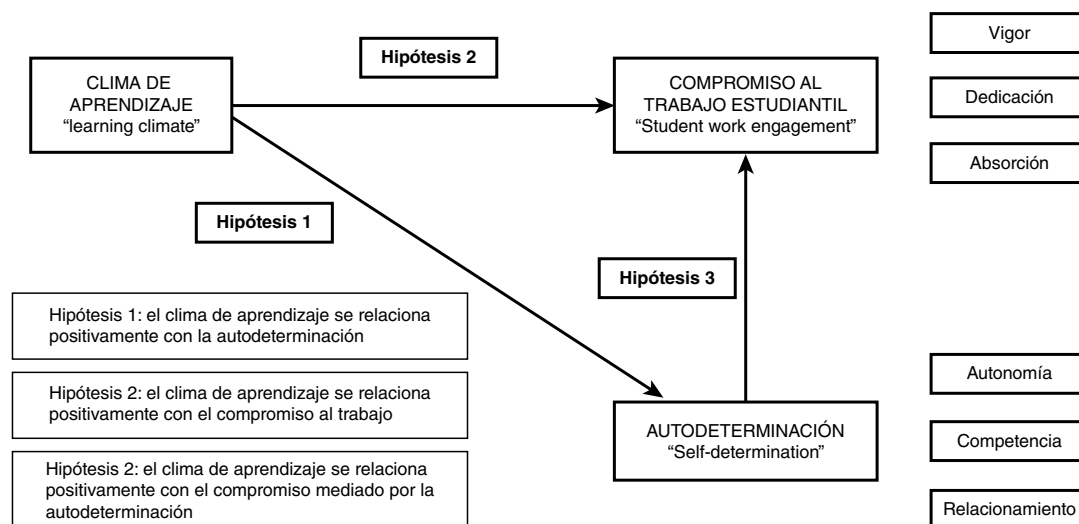 Hipótesis 2
CLIMA DE
APRENDIZAJE
“learning climate”
COMPROMISO AL
TRABAJO ESTUDIANTIL
“Student work engagement”
Vigor
Dedicación
Absorción
Hipótesis 1
Hipótesis 3
Hipótesis 1: el clima de aprendizaje se relaciona
positivamente con la autodeterminación
Hipótesis 2: el clima de aprendizaje se relaciona
positivamente con el compromiso al trabajo
Hipótesis 2: el clima de aprendizaje se relaciona
positivamente con el compromiso mediado por la
autodeterminación
AUTODETERMINACIÓN
“Self-determination”
Autonomía
Competencia
Relacionamiento